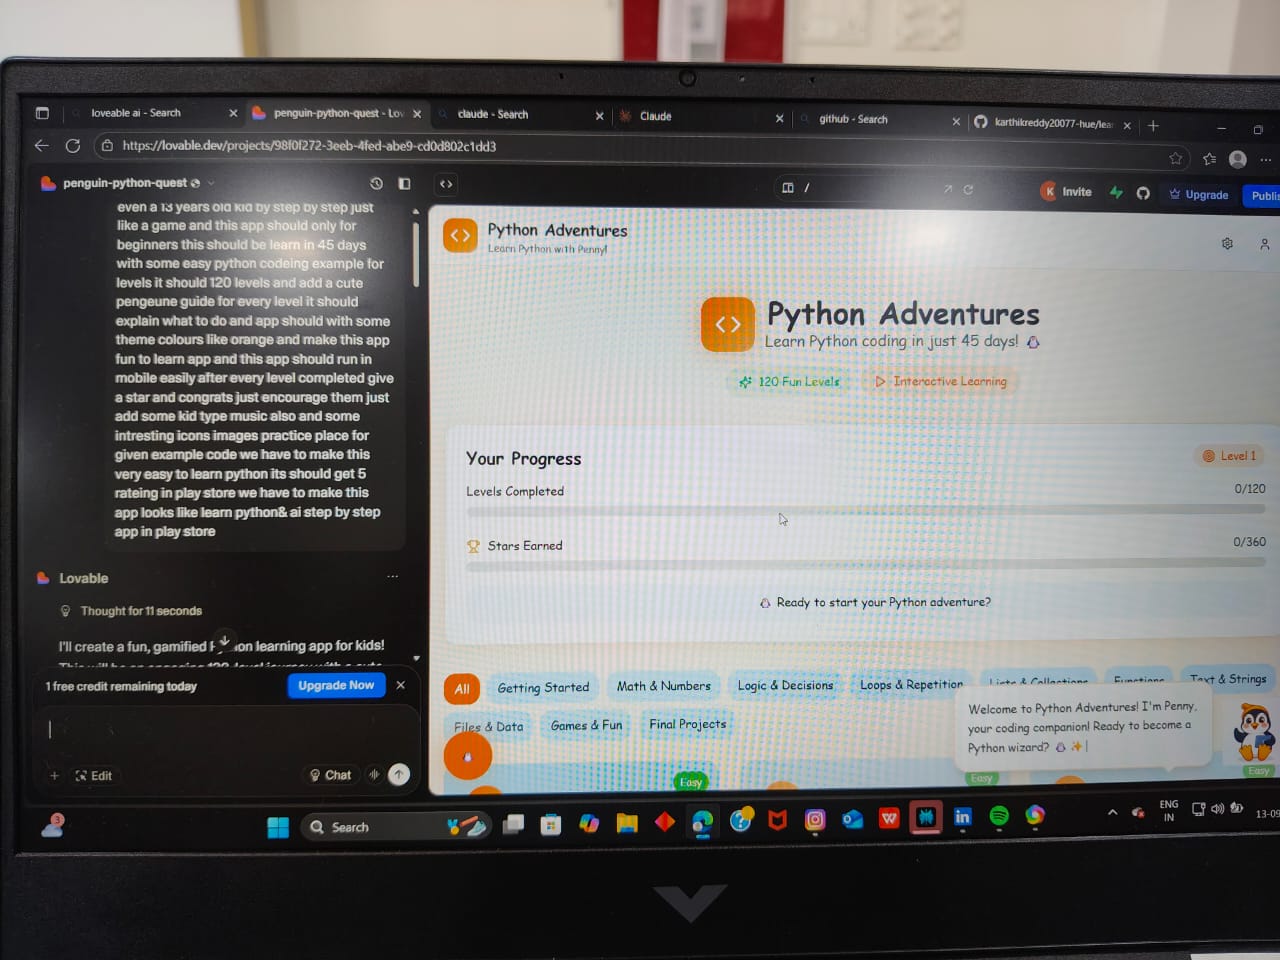 loveable ai - Search
penguin-python-quest - Lov
claude - Search
Claude
github - Search
karthikreddy20077-hue/lear
https://lovable.dev/projects/98f0f272-3eeb-4fed-abe9-cd0d802c1dd3
penguin-python-quest
/
Invite
Upgrade
Publis
even a 13 years old kid by step by step just
like a game and this app should only for
beginners this should be learn in 45 days
with some easy python codeing example for
levels it should 120 levels and add a cute
pengeune guide for every level it should
explain what to do and app should with some
theme colours like orange and make this app
fun to learn app and this app should run in
mobile easily after every level completed give
a star and congrats just encourage them just
add some kid type music also and some
intresting icons images practice place for
given example code we have to make this
very easy to learn python its should get 5
rateing in play store we have to make this
app looks like learn python& ai step by step
app in play store
Lovable
Thought for 11 seconds
I'll create a fun, gamified P on learning app for kids!
1 free credit remaining today
Upgrade Now
Edit
Chat
Python Adventures
Learn Python with Penny!
Python Adventures
Learn Python coding in just 45 days!
120 Fun Levels
Interactive Learning
Your Progress
Level 1
Levels Completed
0/120
Stars Earned
0/360
Ready to start your Python adventure?
All
Getting Started
Math & Numbers
Logic & Decisions
Loops & Repetition
Lists & Collections
Functions
Text & Strings
Files & Data
Games & Fun
Final Projects
Welcome to Python Adventures! I'm Penny,
your coding companion! Ready to become a
Python wizard?
Easy
Easy
Easy
3
Search
ENG
IN
13-09